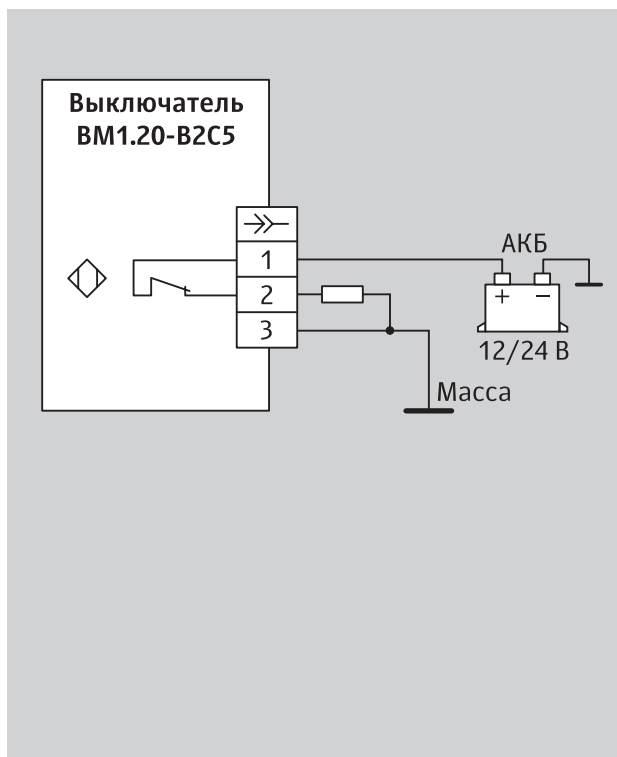 Выключатель
ВМ1.20-В2С5
1
2
3
АКБ
+ −
12/24 В
Масса